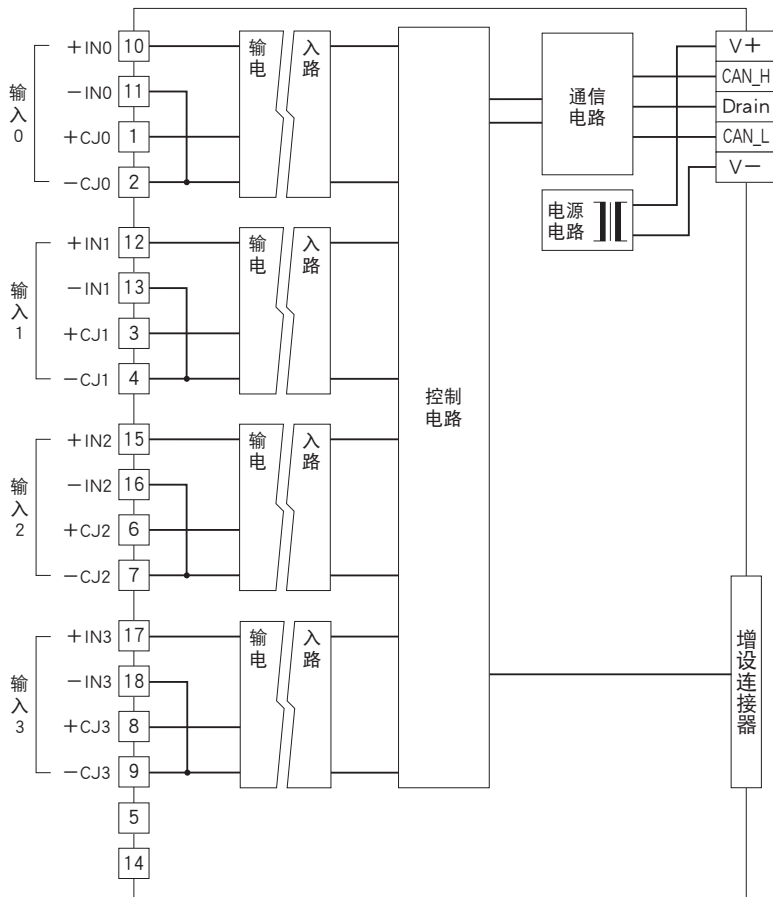 输入0
+IN0 10
-IN0 11
+CJ0 1
-CJ0 2
输 入
电 路
输入1
+IN1 12
-IN1 13
+CJ1 3
-CJ1 4
输 入
电 路
输入2
+IN2 15
-IN2 16
+CJ2 6
-CJ2 7
输 入
电 路
输入3
+IN3 17
-IN3 18
+CJ3 8
-CJ3 9
输 入
电 路
5
14
控制
电路
通信
电路
电源
电路
V+
CAN_H
Drain
CAN_L
V-
增设连接器